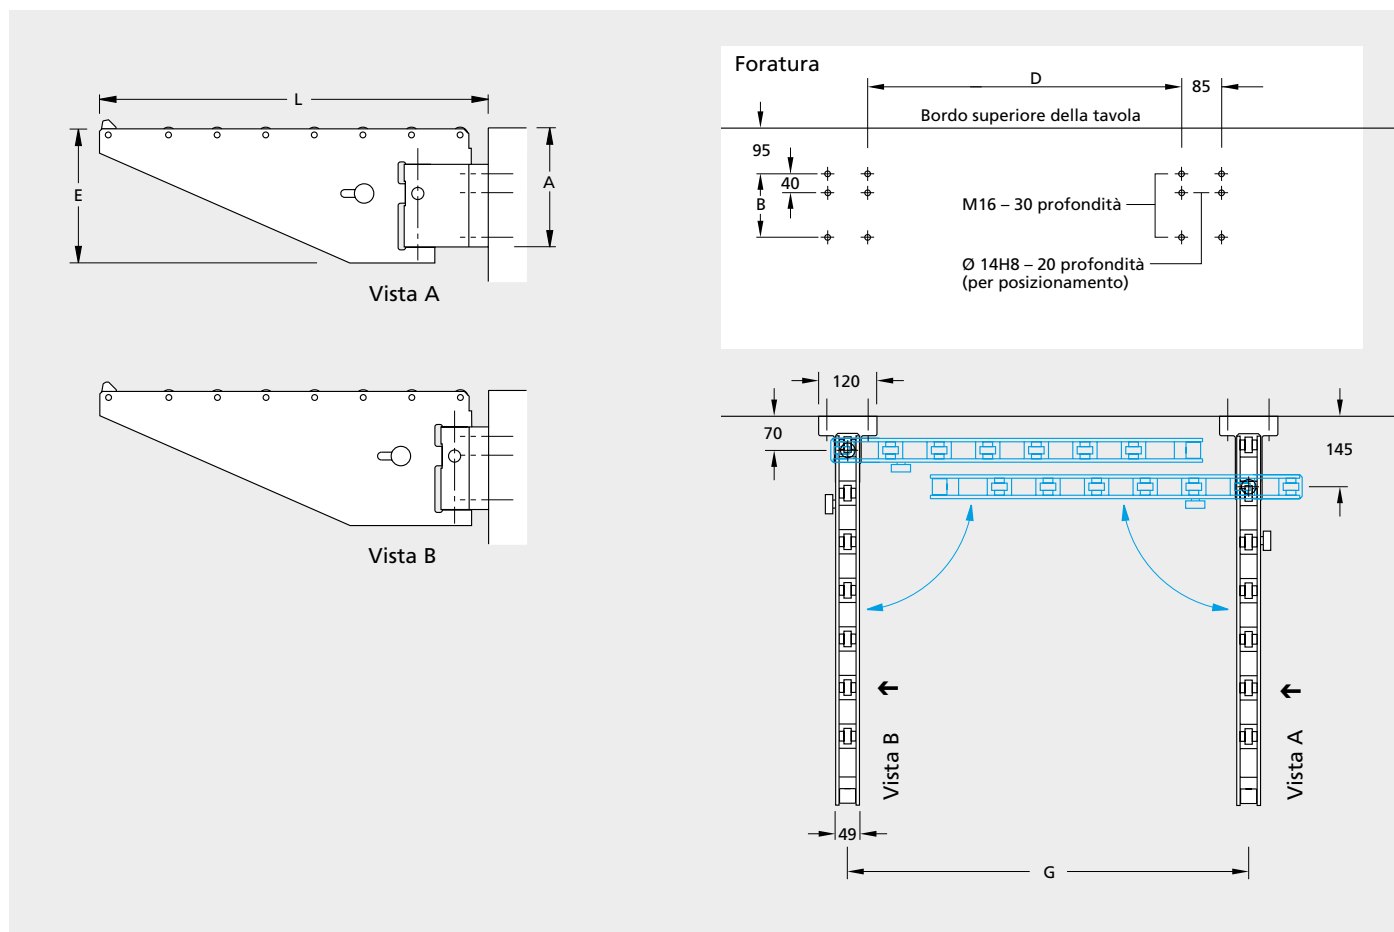 L
E
A
Vista A
Vista B
Foratura
D
85
Bordo superiore della tavola
95
40
B
M16 – 30 profondità
Ø 14H8 – 20 profondità
(per posizionamento)
120
70
145
Vista B
Vista A
49
G